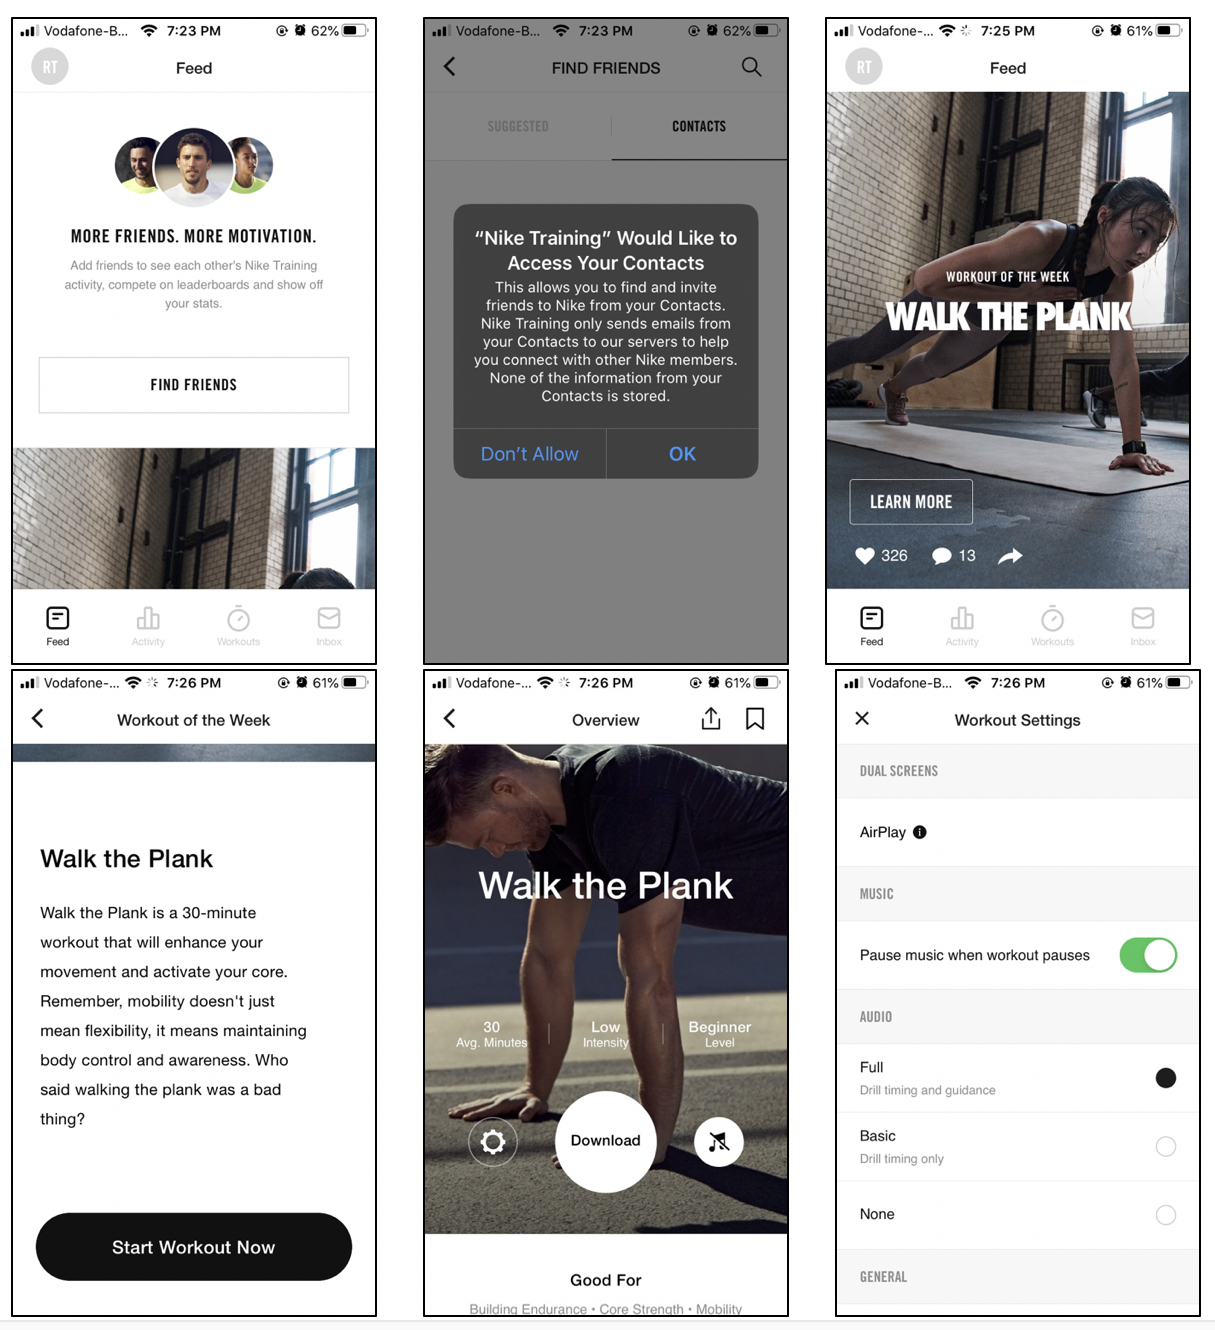 Vodafone-B... 7:23 PM 62%
RT
Feed
MORE FRIENDS. MORE MOTIVATION.
Add friends to see each other's Nike Training
activity, compete on leaderboards and show off
your stats.
FIND FRIENDS
Feed Activity Workouts Inbox
Vodafone-B... 7:23 PM 62%
FIND FRIENDS
SUGGESTED CONTACTS
“Nike Training” Would Like to
Access Your Contacts
This allows you to find and invite
friends to Nike from your Contacts.
Nike Training only sends emails from
your Contacts to our servers to help
you connect with other Nike members.
None of the information from your
Contacts is stored.
Don’t Allow OK
Vodafone-... 7:25 PM 61%
RT
Feed
WORKOUT OF THE WEEK
WALK THE PLANK
LEARN MORE
326 13
Feed Activity Workouts Inbox
Vodafone-... 7:26 PM 61%
Workout of the Week
Walk the Plank
Walk the Plank is a 30-minute
workout that will enhance your
movement and activate your core.
Remember, mobility doesn't just
mean flexibility, it means maintaining
body control and awareness. Who
said walking the plank was a bad
thing?
Start Workout Now
Vodafone-... 7:26 PM 61%
Overview
Walk the Plank
30 Low Beginner
Avg. Minutes Intensity Level
Download
Good For
Building Endurance • Core Strength • Mobility
Vodafone-B... 7:26 PM 61%
Workout Settings
DUAL SCREENS
AirPlay
MUSIC
Pause music when workout pauses
AUDIO
Full
Drill timing and guidance
Basic
Drill timing only
None
GENERAL